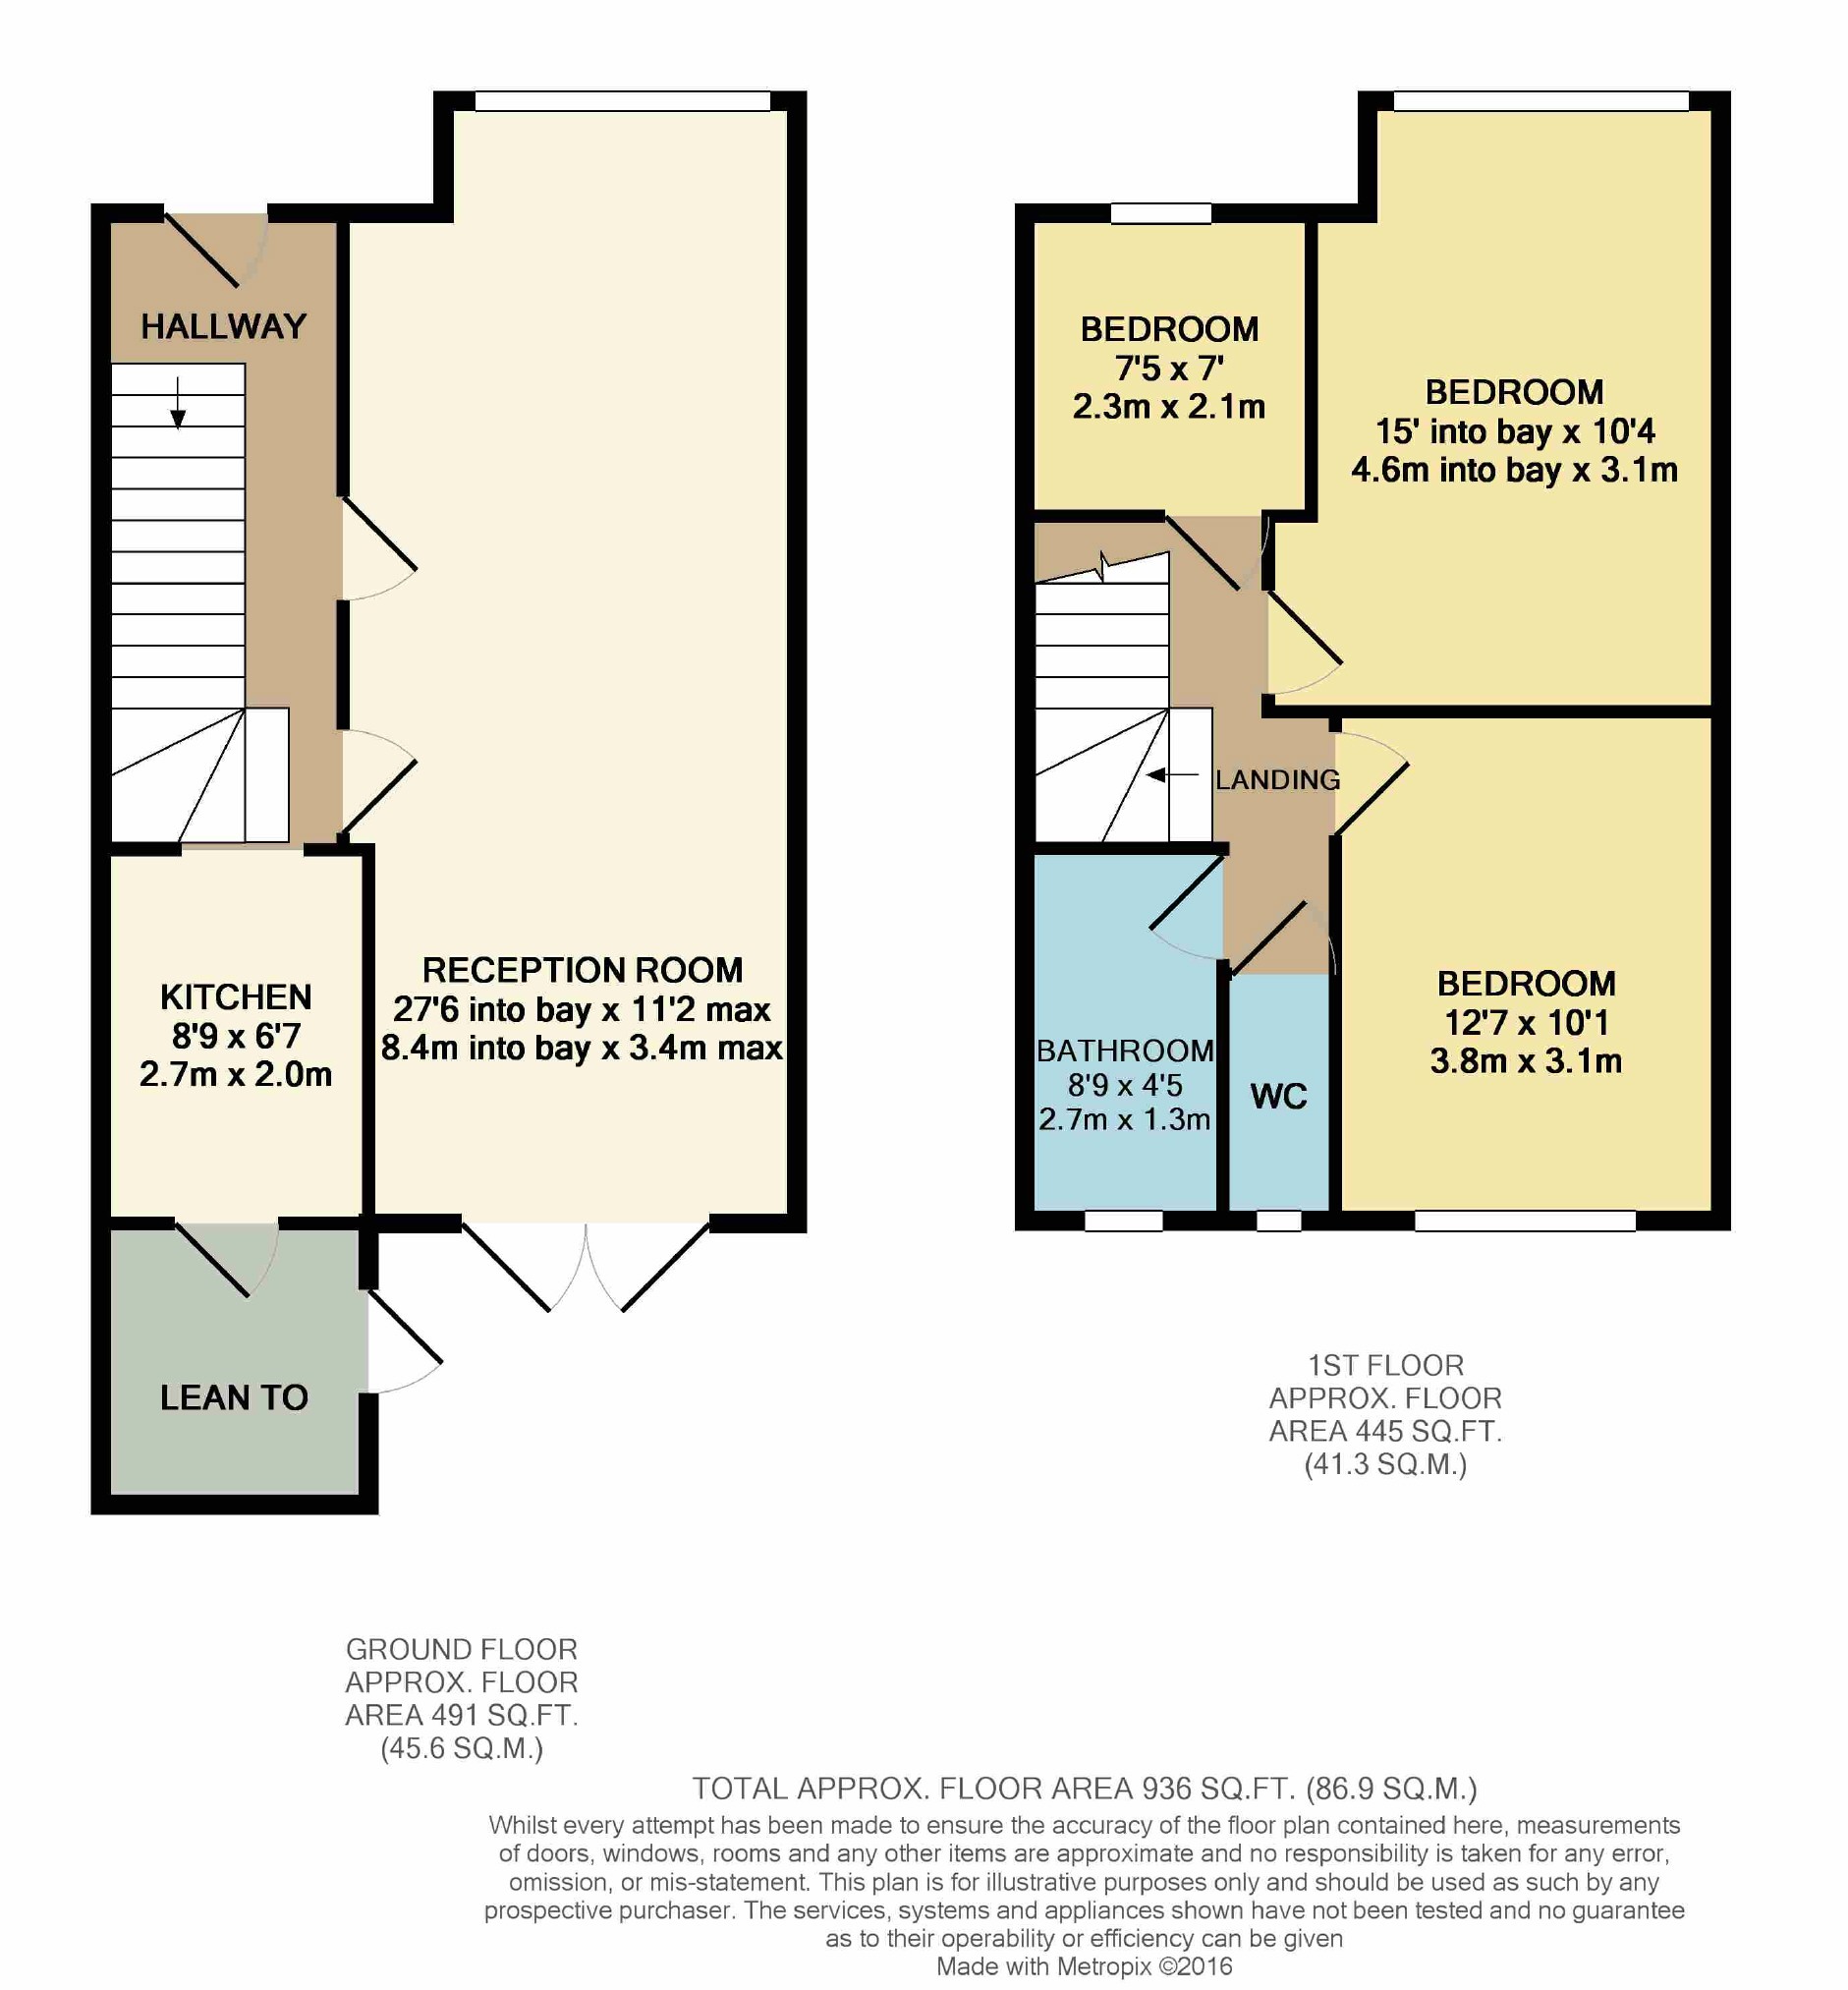 HALLWAY
KITCHEN
8'9 x 6'7
2.7m x 2.0m
RECEPTION ROOM
27'6 into bay x 11'2 max
8.4m into bay x 3.4m max
LEAN TO
GROUND FLOOR
APPROX. FLOOR
AREA 491 SQ.FT.
(45.6 SQ.M.)
BEDROOM
7'5 x 7'
2.3m x 2.1m
BEDROOM
15' into bay x 10'4
4.6m into bay x 3.1m
LANDING
BATHROOM
8'9 x 4'5
2.7m x 1.3m
WC
BEDROOM
12'7 x 10'1
3.8m x 3.1m
1ST FLOOR
APPROX. FLOOR
AREA 445 SQ.FT.
(41.3 SQ.M.)
TOTAL APPROX. FLOOR AREA 936 SQ.FT. (86.9 SQ.M.)
Whilst every attempt has been made to ensure the accuracy of the floor plan contained here, measurements
of doors, windows, rooms and any other items are approximate and no responsibility is taken for any error,
omission, or mis-statement. This plan is for illustrative purposes only and should be used as such by any
prospective purchaser. The services, systems and appliances shown have not been tested and no guarantee
as to their operability or efficiency can be given
Made with Metropix ©2016